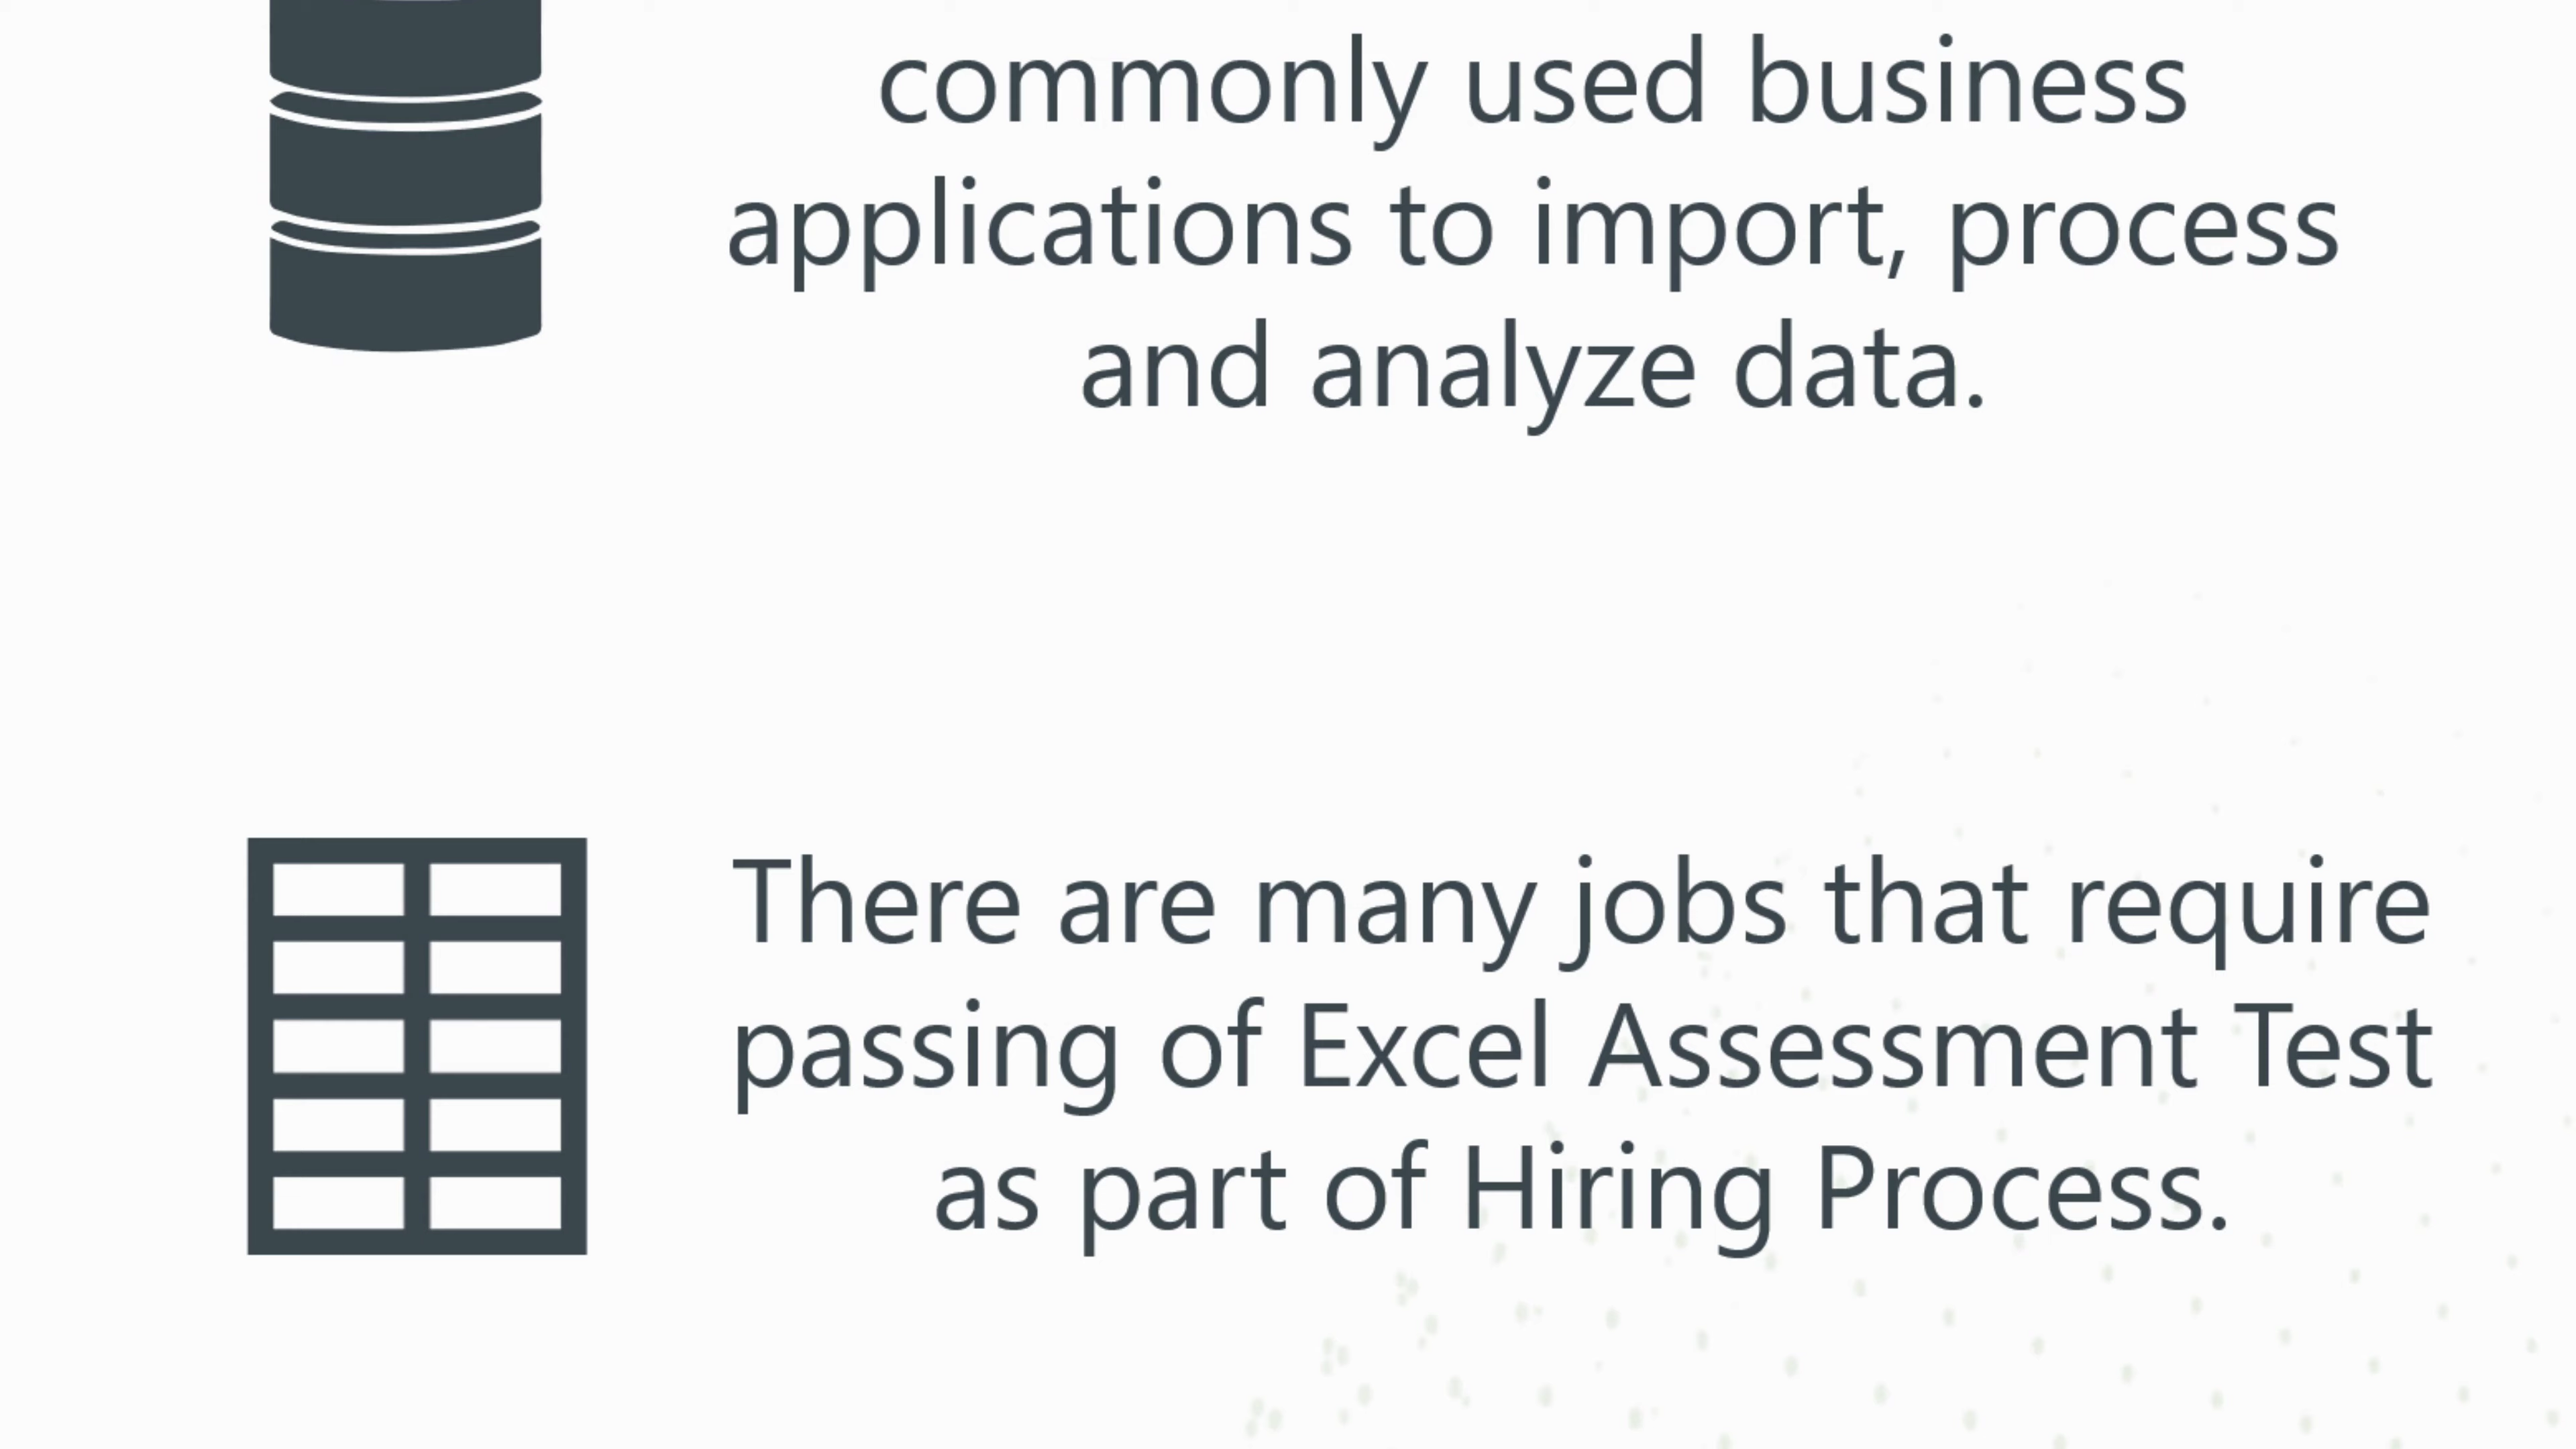 commonly used business
applications to import, process
and analyze data.
There are many jobs that require
passing of Excel Assessment Test
as part of Hiring Process.